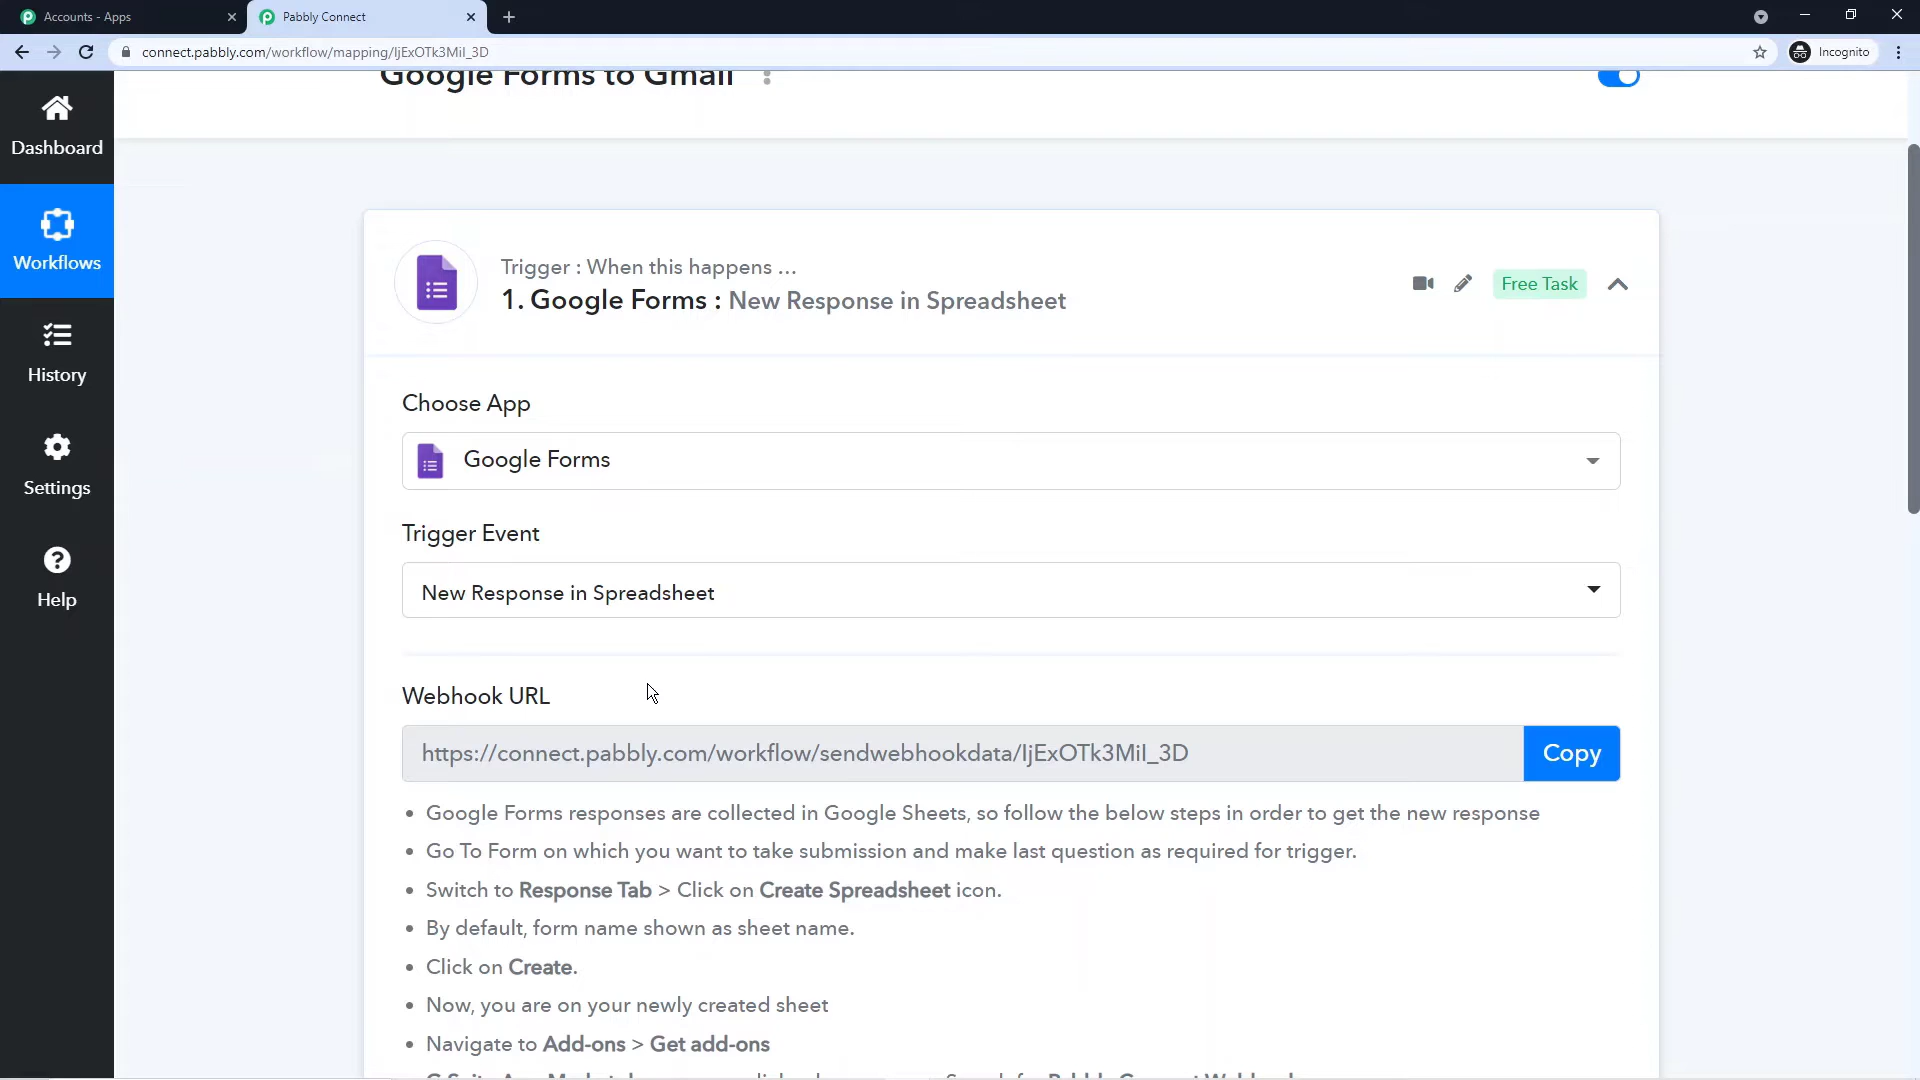 Accounts - Apps
Pabbly Connect
connect.pabbly.com/workflow/mapping/IjExOTk3MiI_3D
Incognito
Google Forms to Gmail
Dashboard
Workflows
History
Settings
Help
Trigger : When this happens ...
1. Google Forms : New Response in Spreadsheet
Free Task
Choose App
Google Forms
Trigger Event
New Response in Spreadsheet
Webhook URL
https://connect.pabbly.com/workflow/sendwebhookdata/IjExOTk3MiI_3D
Copy
• Google Forms responses are collected in Google Sheets, so follow the below steps in order to get the new response
• Go To Form on which you want to take submission and make last question as required for trigger.
• Switch to Response Tab > Click on Create Spreadsheet icon.
• By default, form name shown as sheet name.
• Click on Create.
• Now, you are on your newly created sheet
• Navigate to Add-ons > Get add-ons